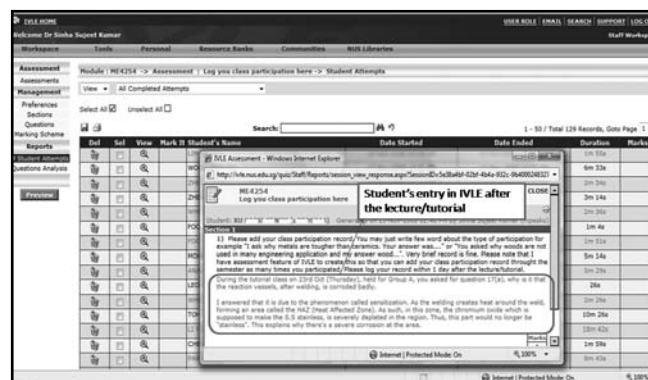 IVLE HOME
USER ROLE | EMAIL | SEARCH | SUPPORT | LOG O
Welcome Dr Sinha Sujeet Kumar
Staff Worksp
Workspace Tools Personal Resource Banks Communities NUS Libraries
Assessment
Assessments
Management
Preferences
Sections
Questions
Marking Scheme
Reports
Student Attempts
Questions Analysis
Preview
Module : ME4254 -> Assessment : Log you class participation here -> Student Attempts
View All Completed Attempts
Select All Unselect All
Search:
1 - 50 / Total 129 Records, Goto Page 1
Del Sel View Mark It Student's Name Date Started Date Ended Duration Marks
1m 55s
6m 33s
3m 14s
1m 4s
5m 14s
26s
10m 26s
18m 42s
1m 59s
8m 43s
IVLE Assessment - Windows Internet Explorer
ME4254
Log you class participation here
CLOSE
Student's entry in IVLE after
the lecture/tutorial
Section 1
1) Please add your class participation record. You may just write few word about the type of participation for
example "I ask why metals are tougher than ceramics. Your answer was..." or "You asked why woods are not
used in many engineering application and my answer wood...". Very brief record is fine. Please note that I
have assessment feature of IVLE to create this so that you can add your class participation record throught the
semester as many times you participated. Please log your record within 1 day after the lecture/tutorial.
During the tutorial class on 23rd Oct (Thursday), held for Group A, you asked for question 17(a), why is it that
the reaction vessels, after welding, is corroded badly.
I answered that it is due to the phenomenon called sensitization. As the welding creates heat around the weld,
forming an area called the HAZ (Heat Affected Zone). As such, in this zone, the chromium oxide which is
supposed to make the S.S stainless, is severely depleted in the region. Thus, this part would no longer be
"stainless". This explains why there's a severe corrosion at the area.
Marks
Internet | Protected Mode: On 100%
Internet | Protected Mode: On 100%